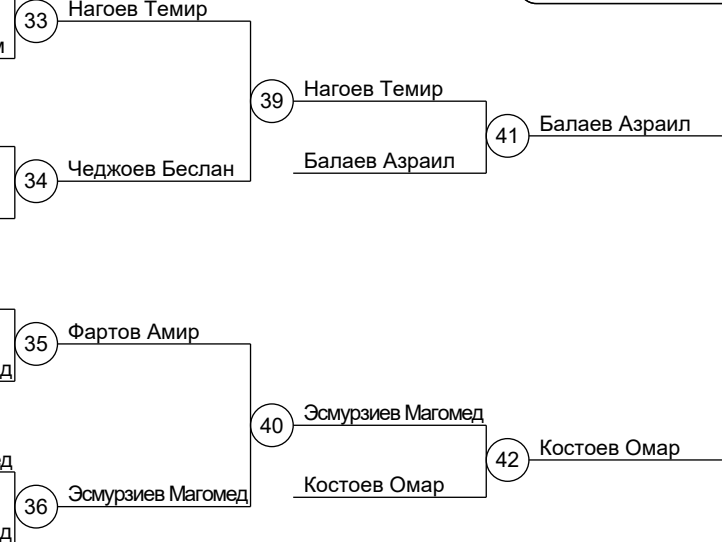 33 Нагоев Темир
39 Нагоев Темир
41 Балаев Азраил
Балаев Азраил
34 Чеджоев Беслан
35 Фартов Амир
д
40 Эсмурзиев Магомед
42 Костоев Омар
ед
Костоев Омар
36 Эсмурзиев Магомед
д